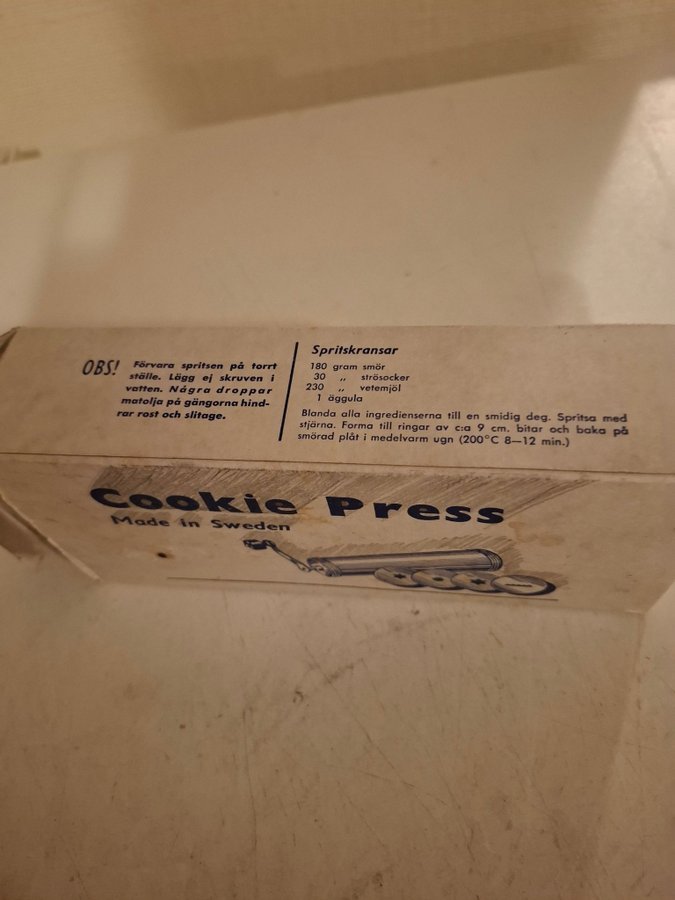 OBS!
Förvara spritsen på torrt
ställe. Lägg ej skruven i
vatten. Några droppar
matolja på gängorna hind-
rar rost och slitage.
Spritskransar
180 gram smör
30 „ strösocker
230 „ vetemjöl
1 äggula
Blanda alla ingredienserna till en smidig deg. Spritsa med
stjärna. Forma till ringar av c:a 9 cm. bitar och baka på
smörad plåt i medelvarm ugn (200°C 8—12 min.)
Cookie Press
Made in Sweden